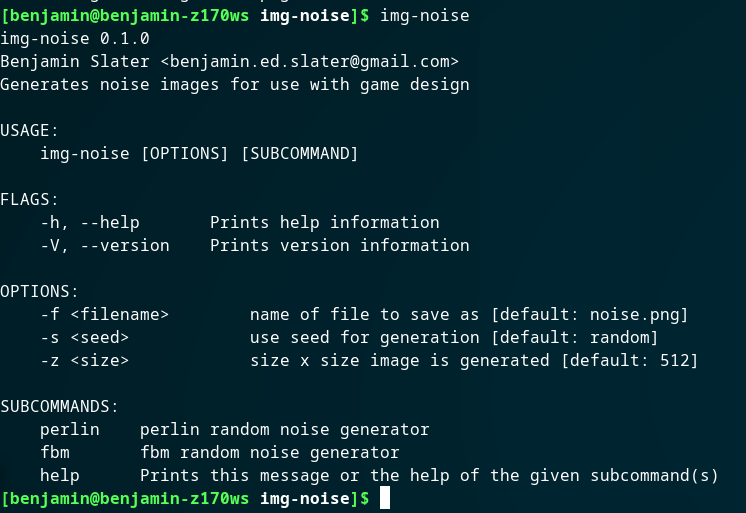 [benjamin@benjamin-z170ws img-noise]$ img-noise
img-noise 0.1.0
Benjamin Slater <benjamin.ed.slater@gmail.com>
Generates noise images for use with game design

USAGE:
    img-noise [OPTIONS] [SUBCOMMAND]

FLAGS:
    -h, --help       Prints help information
    -V, --version    Prints version information

OPTIONS:
    -f <filename>        name of file to save as [default: noise.png]
    -s <seed>            use seed for generation [default: random]
    -z <size>            size x size image is generated [default: 512]

SUBCOMMANDS:
    perlin    perlin random noise generator
    fbm       fbm random noise generator
    help      Prints this message or the help of the given subcommand(s)
[benjamin@benjamin-z170ws img-noise]$